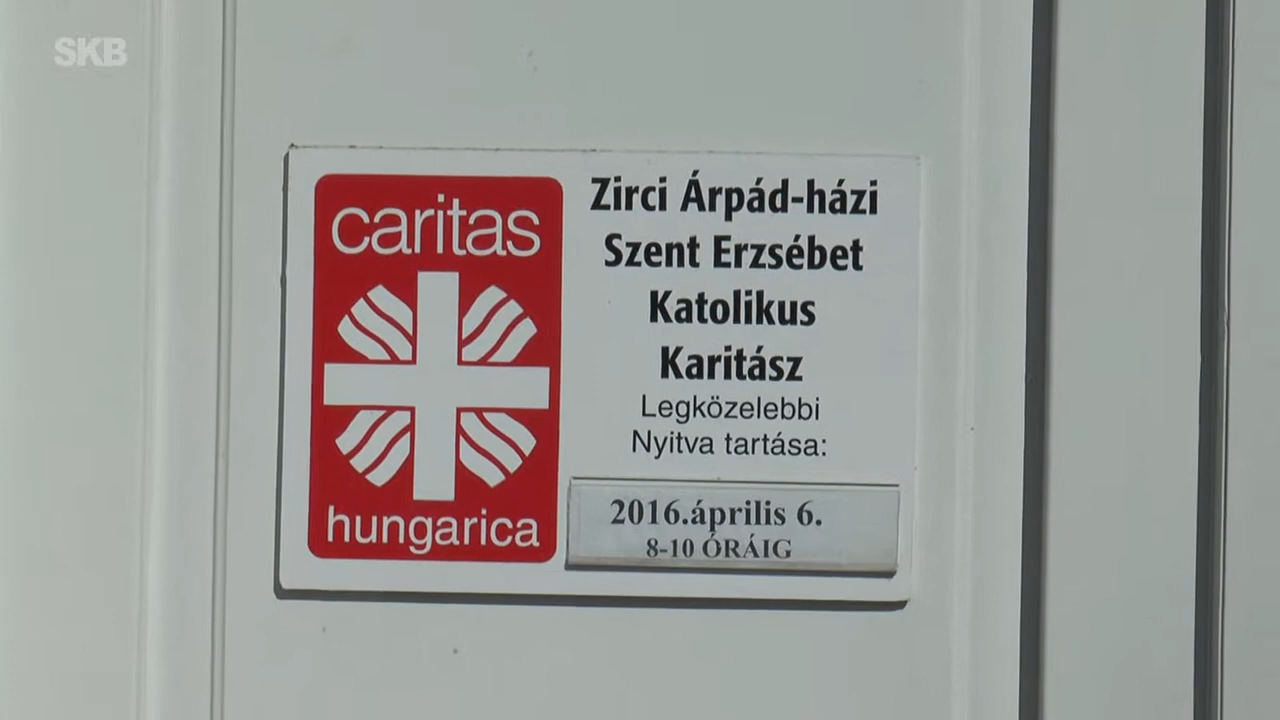 SKB
caritas
hungarica
Zirci Árpád-házi
Szent Erzsébet
Katolikus
Karitász
Legközelebbi
Nyitva tartása:
2016.április 6.
8-10 ÓRÁIG